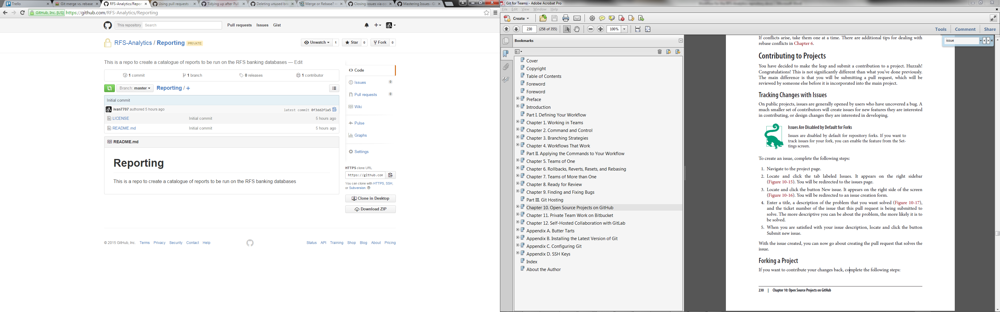 Trello
Git merge vs. rebase
RFS-Analytics/Repor
Using pull requests
Tidying up after Pull
Deleting unused bra
Merge or Rebase? —
Closing issues via co
Mastering Issues · G
GitHub, Inc. [US] https://github.com/RFS-Analytics/Reporting
This repository Search Pull requests Issues Gist
RFS-Analytics / Reporting PRIVATE
Unwatch 1 Star 0 Fork 0
This is a repo to create a catalogue of reports to be run on the RFS banking databases — Edit
1 commit 1 branch 0 releases 1 contributor
Branch: master Reporting / +
Initial commit
ivan7707 authored 5 hours ago latest commit 0f3dd2f1a5
LICENSE Initial commit 5 hours ago
README.md Initial commit 5 hours ago
README.md
Reporting
This is a repo to create a catalogue of reports to be run on the RFS banking databases
Code
Issues 0
Pull requests 0
Wiki
Pulse
Graphs
Settings
HTTPS clone URL
https://github.com
You can clone with HTTPS, SSH,
or Subversion.
Clone in Desktop
Download ZIP
© 2015 GitHub, Inc. Terms Privacy Security Contact Help
Status API Training Shop Blog About Pricing
Git for Teams - Adobe Acrobat Pro
File Edit View Window Help
Create
230 (258 of 355) 100% Tools Comment Share
Bookmarks
issue
Cover
Copyright
Table of Contents
Foreword
Foreword
Preface
Introduction
Part I. Defining Your Workflow
Chapter 1. Working in Teams
Chapter 2. Command and Control
Chapter 3. Branching Strategies
Chapter 4. Workflows That Work
Part II. Applying the Commands to Your Workflow
Chapter 5. Teams of One
Chapter 6. Rollbacks, Reverts, Resets, and Rebasing
Chapter 7. Teams of More than One
Chapter 8. Ready for Review
Chapter 9. Finding and Fixing Bugs
Part III. Git Hosting
Chapter 10. Open Source Projects on GitHub
Chapter 11. Private Team Work on Bitbucket
Chapter 12. Self-Hosted Collaboration with GitLab
Appendix A. Butter Tarts
Appendix B. Installing the Latest Version of Git
Appendix C. Configuring Git
Appendix D. SSH Keys
Index
About the Author
If conflicts arise, take them one at a time. There are additional tips for dealing with
rebase conflicts in Chapter 6.
Contributing to Projects
You have decided to make the leap and submit a contribution to a project. Huzzah!
Congratulations! This is not significantly different than what you've done previously.
The main difference is that you will be submitting a pull request, which will be
reviewed by someone else before it is incorporated into the main project.
Tracking Changes with Issues
On public projects, issues are generally opened by users who have uncovered a bug. A
much smaller set of contributors will create issues for new features they are interested
in contributing, or design changes they are interested in developing.
Issues Are Disabled by Default for Forks
Issues are disabled by default for repository forks. If you want to
track issues for your fork, you can enable the feature from the Set-
tings screen.
To create an issue, complete the following steps:
1. Navigate to the project page.
2. Locate and click the tab labeled Issues. It appears on the right sidebar
(Figure 10-15). You will be redirected to the issues page.
3. Locate and click the button New issue. It appears on the right side of the screen
(Figure 10-16). You will be redirected to an issue creation form.
4. Enter a title, a description of the problem that you want solved (Figure 10-17),
and the ticket number of the issue that this pull request is being submitted to
solve. The more descriptive you can be about the problem, the more likely it is to
be solved.
5. When you are satisfied with your issue description, locate and click the button
Submit new issue.
With the issue created, you can now go about creating the pull request that solves the
issue.
Forking a Project
If you want to contribute your changes back, complete the following steps:
230 | Chapter 10: Open Source Projects on GitHub